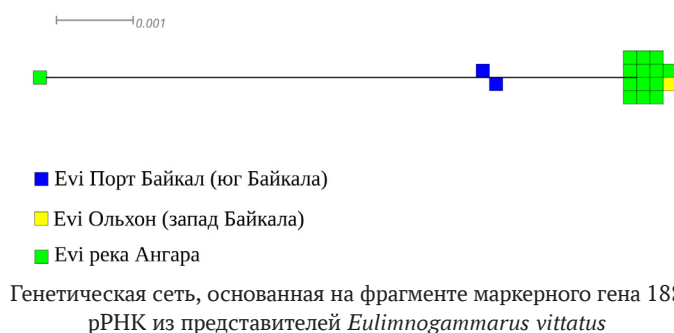 0.001
Evi Порт Байкал (юг Байкала)
Evi Ольхон (запад Байкала)
Evi река Ангара
Генетическая сеть, основанная на фрагменте маркерного гена 18S
рРНК из представителей Eulimnogammarus vittatus